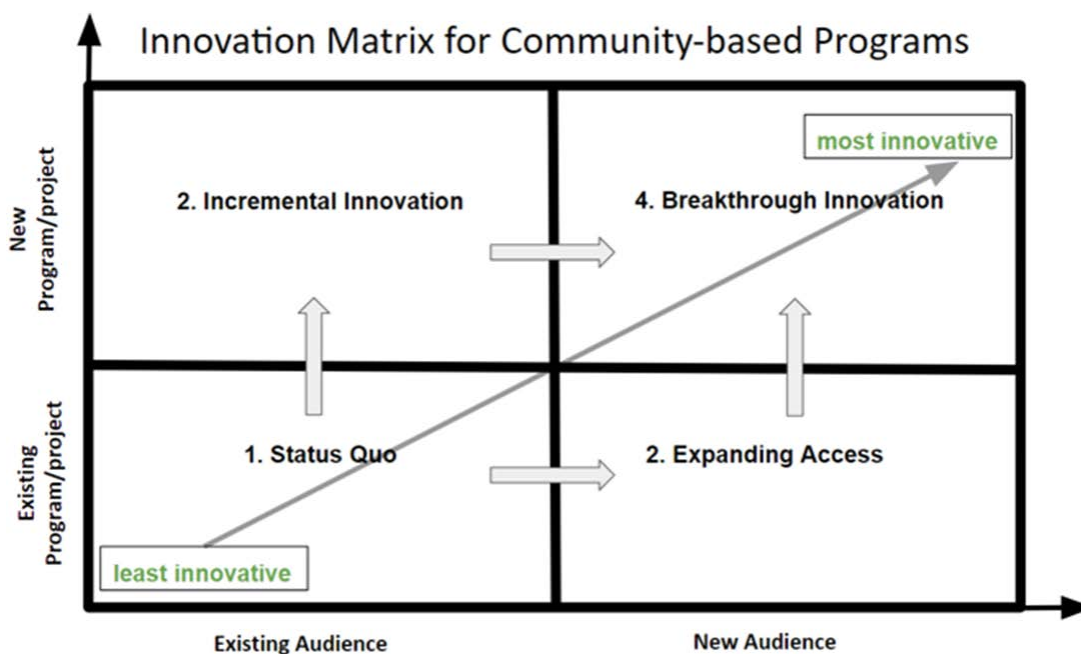 Innovation Matrix for Community-based Programs
most innovative
2. Incremental Innovation
4. Breakthrough Innovation
New
Program/project
1. Status Quo
2. Expanding Access
Existing
Program/project
least innovative
Existing Audience
New Audience